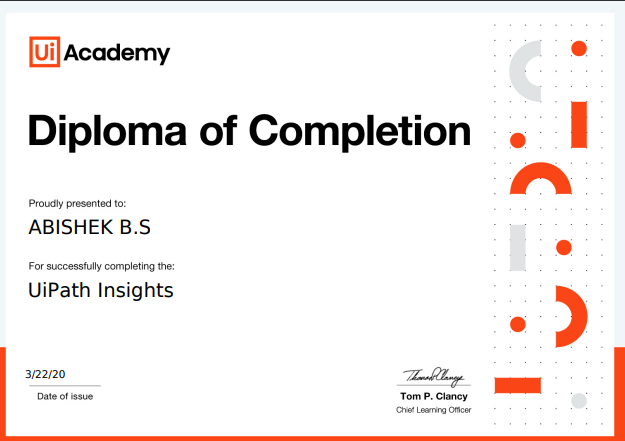 Ui Academy
Diploma of Completion
Proudly presented to:
ABISHEK B.S
For successfully completing the:
UiPath Insights
3/22/20
Date of issue
Thomas Clancy
Tom P. Clancy
Chief Learning Officer